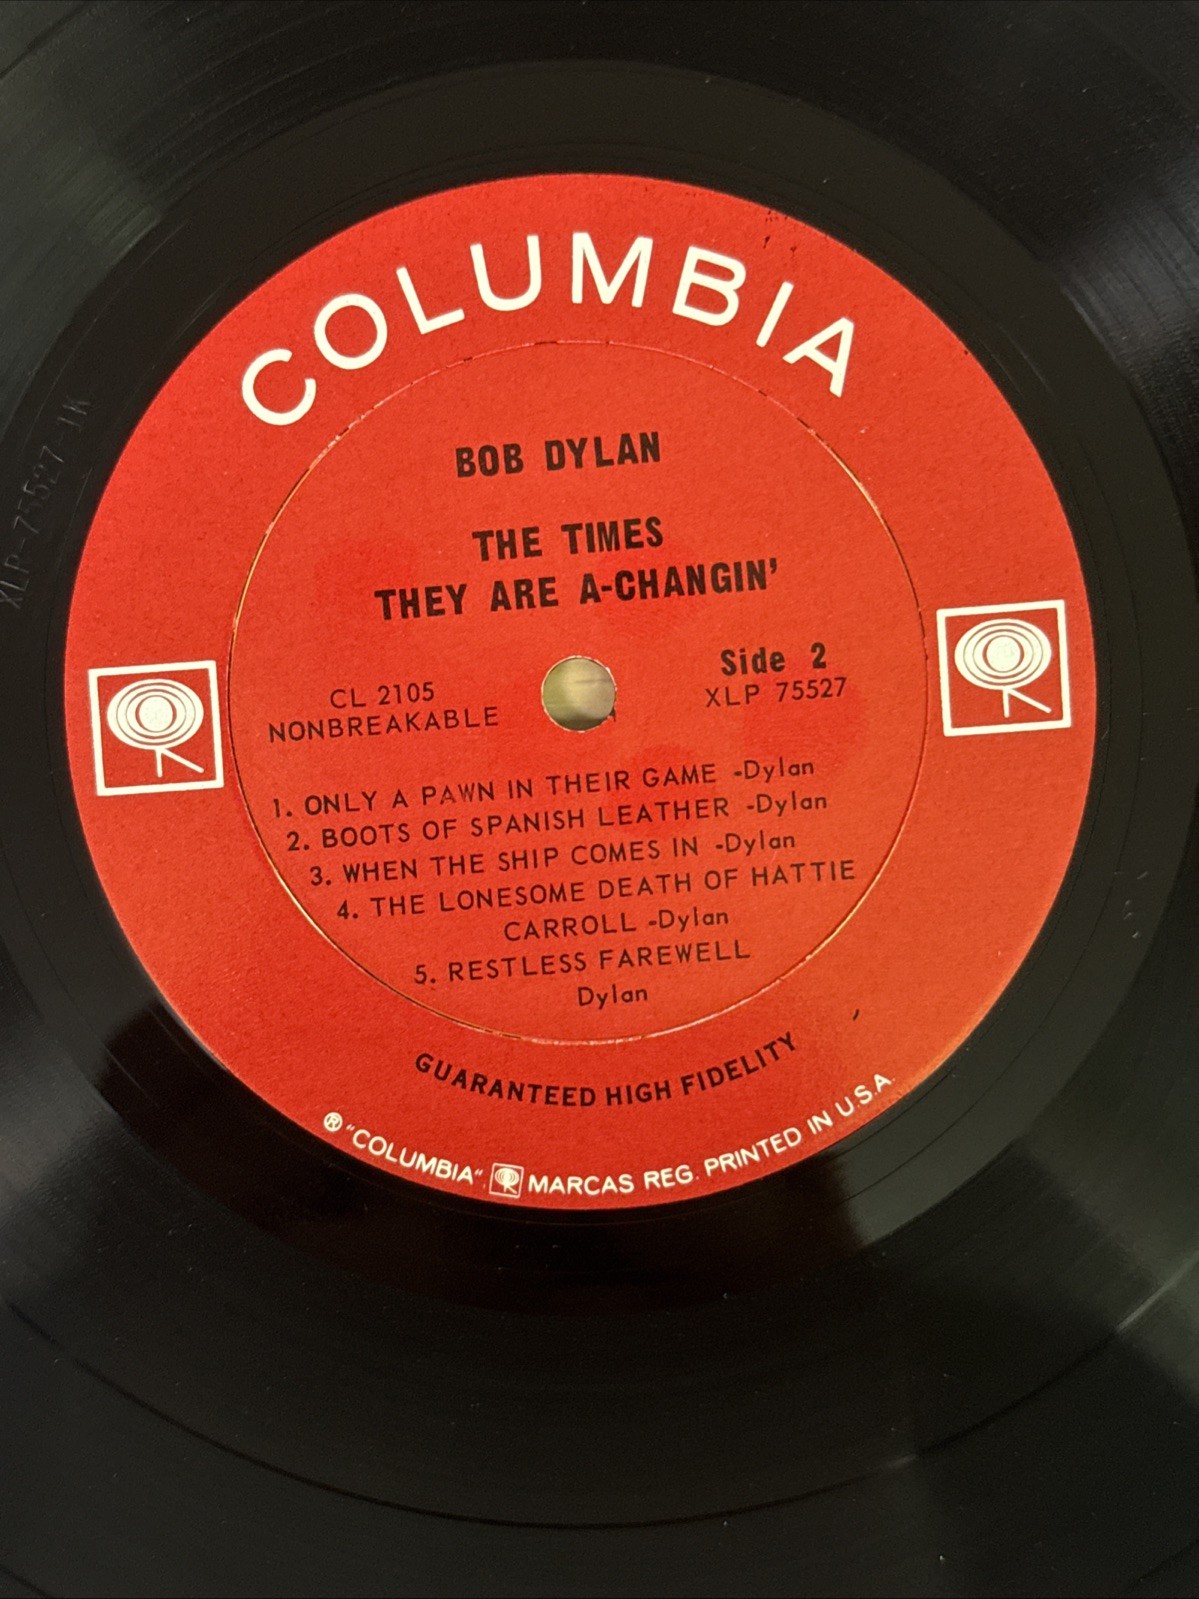 COLUMBIA
BOB DYLAN
THE TIMES
THEY ARE A-CHANGIN'
Side 2
CL 2105
XLP 75527
NONBREAKABLE
1. ONLY A PAWN IN THEIR GAME -Dylan
2. BOOTS OF SPANISH LEATHER -Dylan
3. WHEN THE SHIP COMES IN -Dylan
4. THE LONESOME DEATH OF HATTIE
CARROLL -Dylan
5. RESTLESS FAREWELL
Dylan
GUARANTEED HIGH FIDELITY
® "COLUMBIA" MARCAS REG. PRINTED IN U.S.A.
XLP-75527-1K